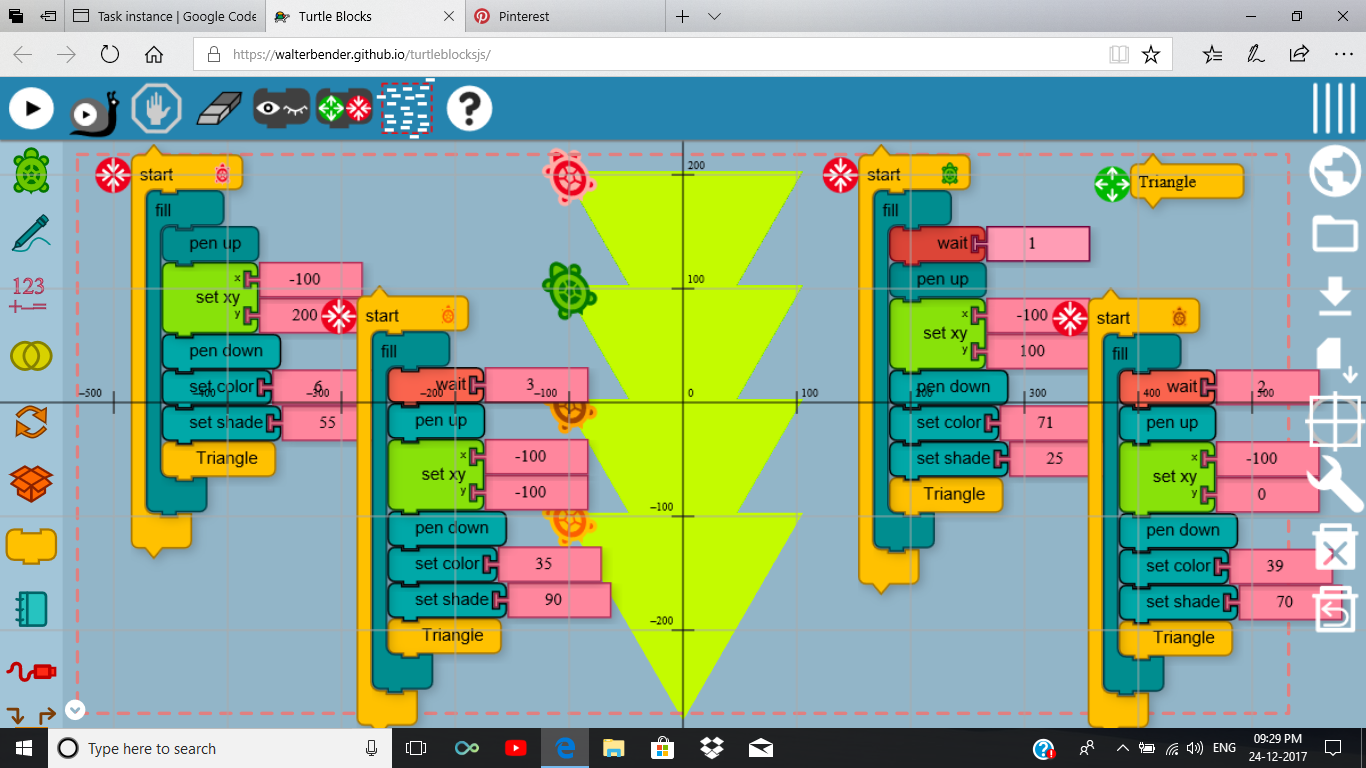 Task instance | Google Code
Turtle Blocks
Pinterest
https://walterbender.github.io/turtleblocksjs/
?
123
start
fill
pen up
set xy
x
-100
y
200
pen down
set color
6
set shade
55
Triangle
start
fill
wait
3
pen up
set xy
x
-100
y
-100
pen down
set color
35
set shade
90
Triangle
start
fill
wait
1
pen up
set xy
x
-100
y
100
pen down
set color
71
set shade
25
Triangle
Triangle
start
fill
wait
2
pen up
set xy
x
-100
y
0
pen down
set color
39
set shade
70
Triangle
200
100
0
−100
−200
−500
−400
−300
−200
−100
100
200
300
400
500
Type here to search
ENG
09:29 PM
24-12-2017